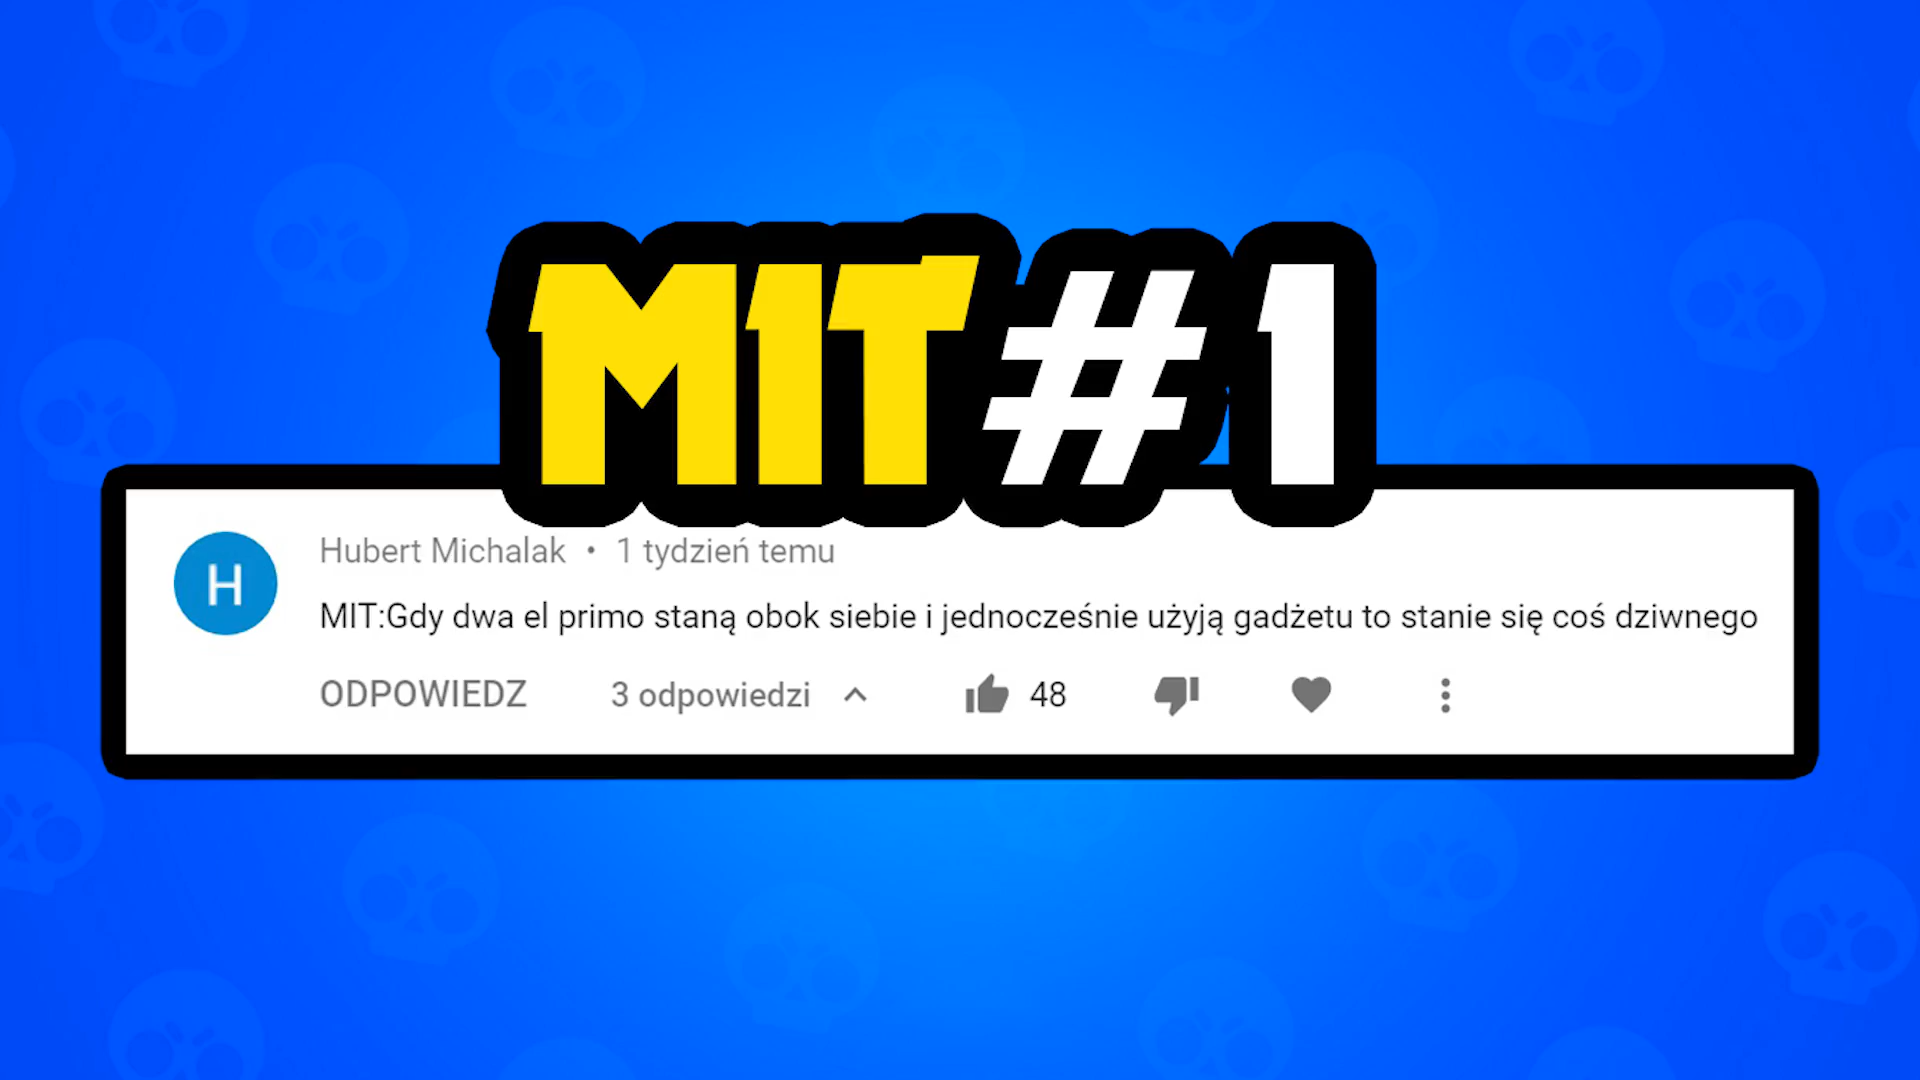 MIT#1
Hubert Michalak • 1 tydzień temu
MIT:Gdy dwa el primo staną obok siebie i jednocześnie użyją gadżetu to stanie się coś dziwnego
ODPOWIEDZ 3 odpowiedzi 48
H